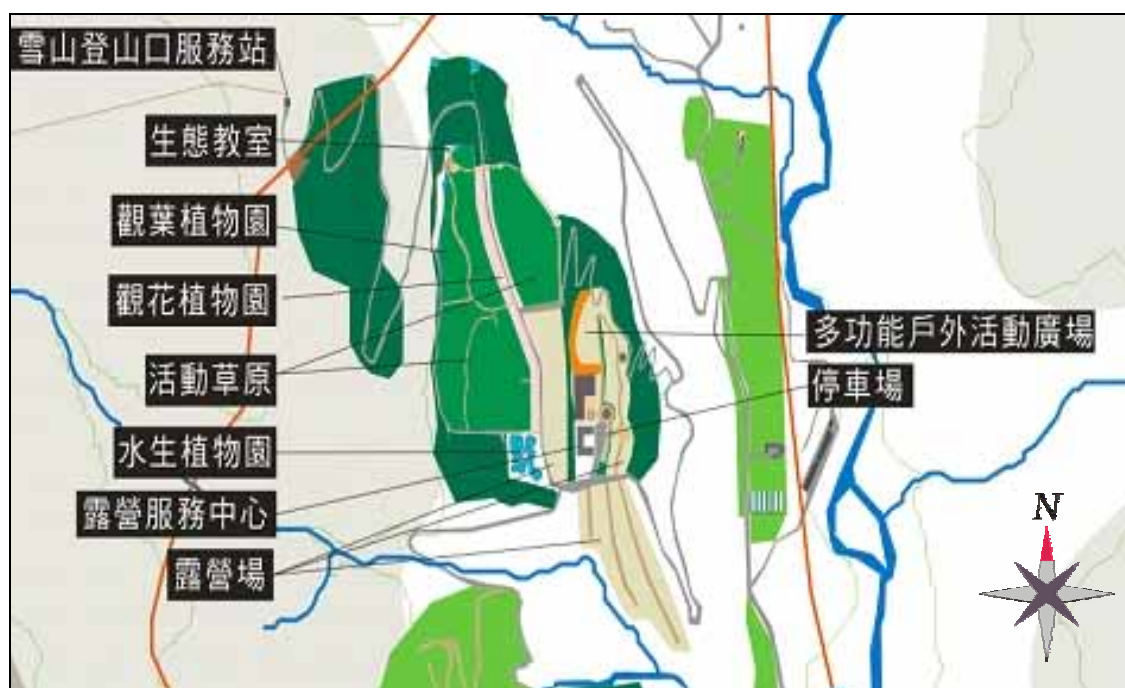 雪山登山口服務站
生態教室
觀葉植物園
觀花植物園
活動草原
水生植物園
露營服務中心
露營場
多功能戶外活動廣場
停車場
N